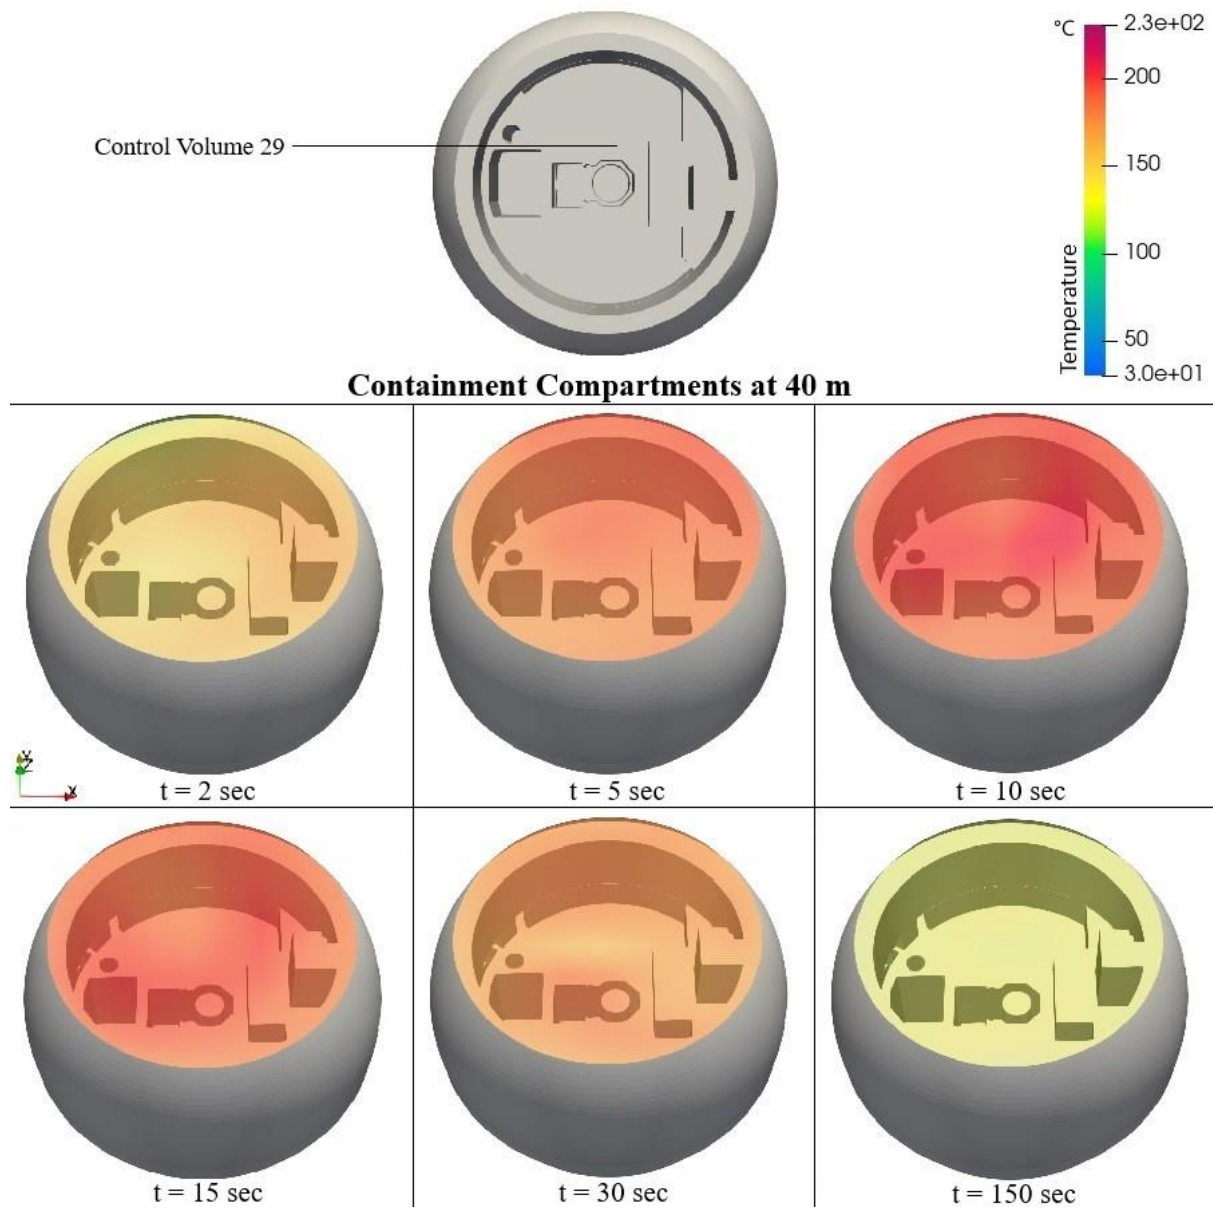 °C
2.3e+02
200
150
100
50
3.0e+01
Temperature
Control Volume 29
Containment Compartments at 40 m
Y
Z
X
t = 2 sec
t = 5 sec
t = 10 sec
t = 15 sec
t = 30 sec
t = 150 sec